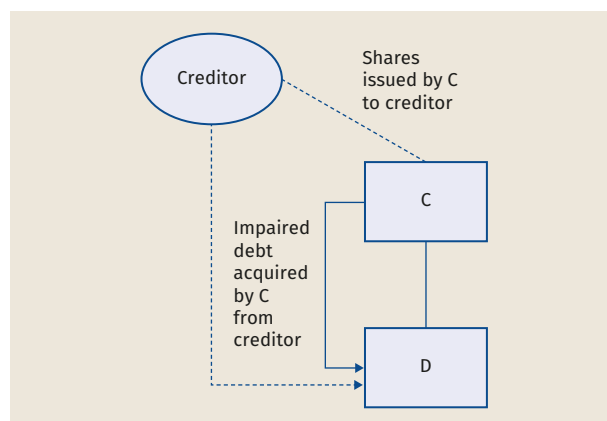 Creditor
Shares
issued by C
to creditor
C
Impaired
debt
acquired
by C
from
creditor
D